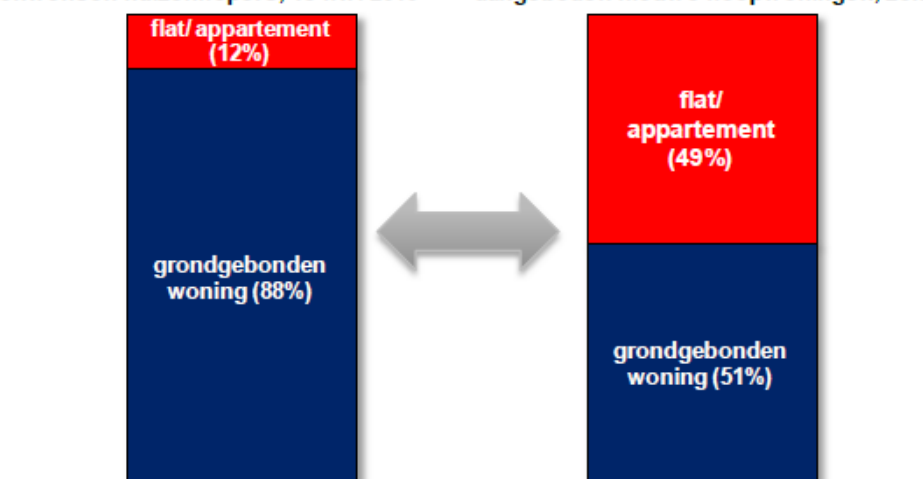 flat/ appartement
(12%)
grondgebonden
woning (88%)
flat/
appartement
(49%)
grondgebonden
woning (51%)